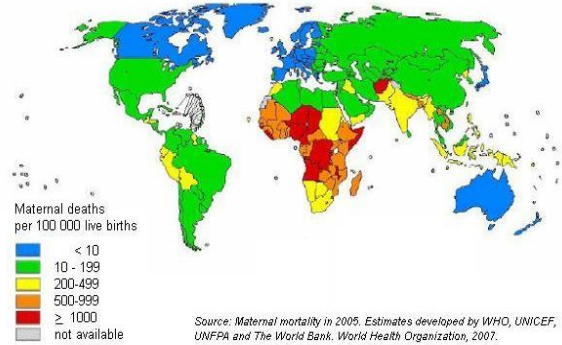 Maternal deaths
per 100 000 live births
< 10
10 - 199
200-499
500-999
≥ 1000
not available
Source: Maternal mortality in 2005. Estimates developed by WHO, UNICEF,
UNFPA and The World Bank. World Health Organization, 2007.